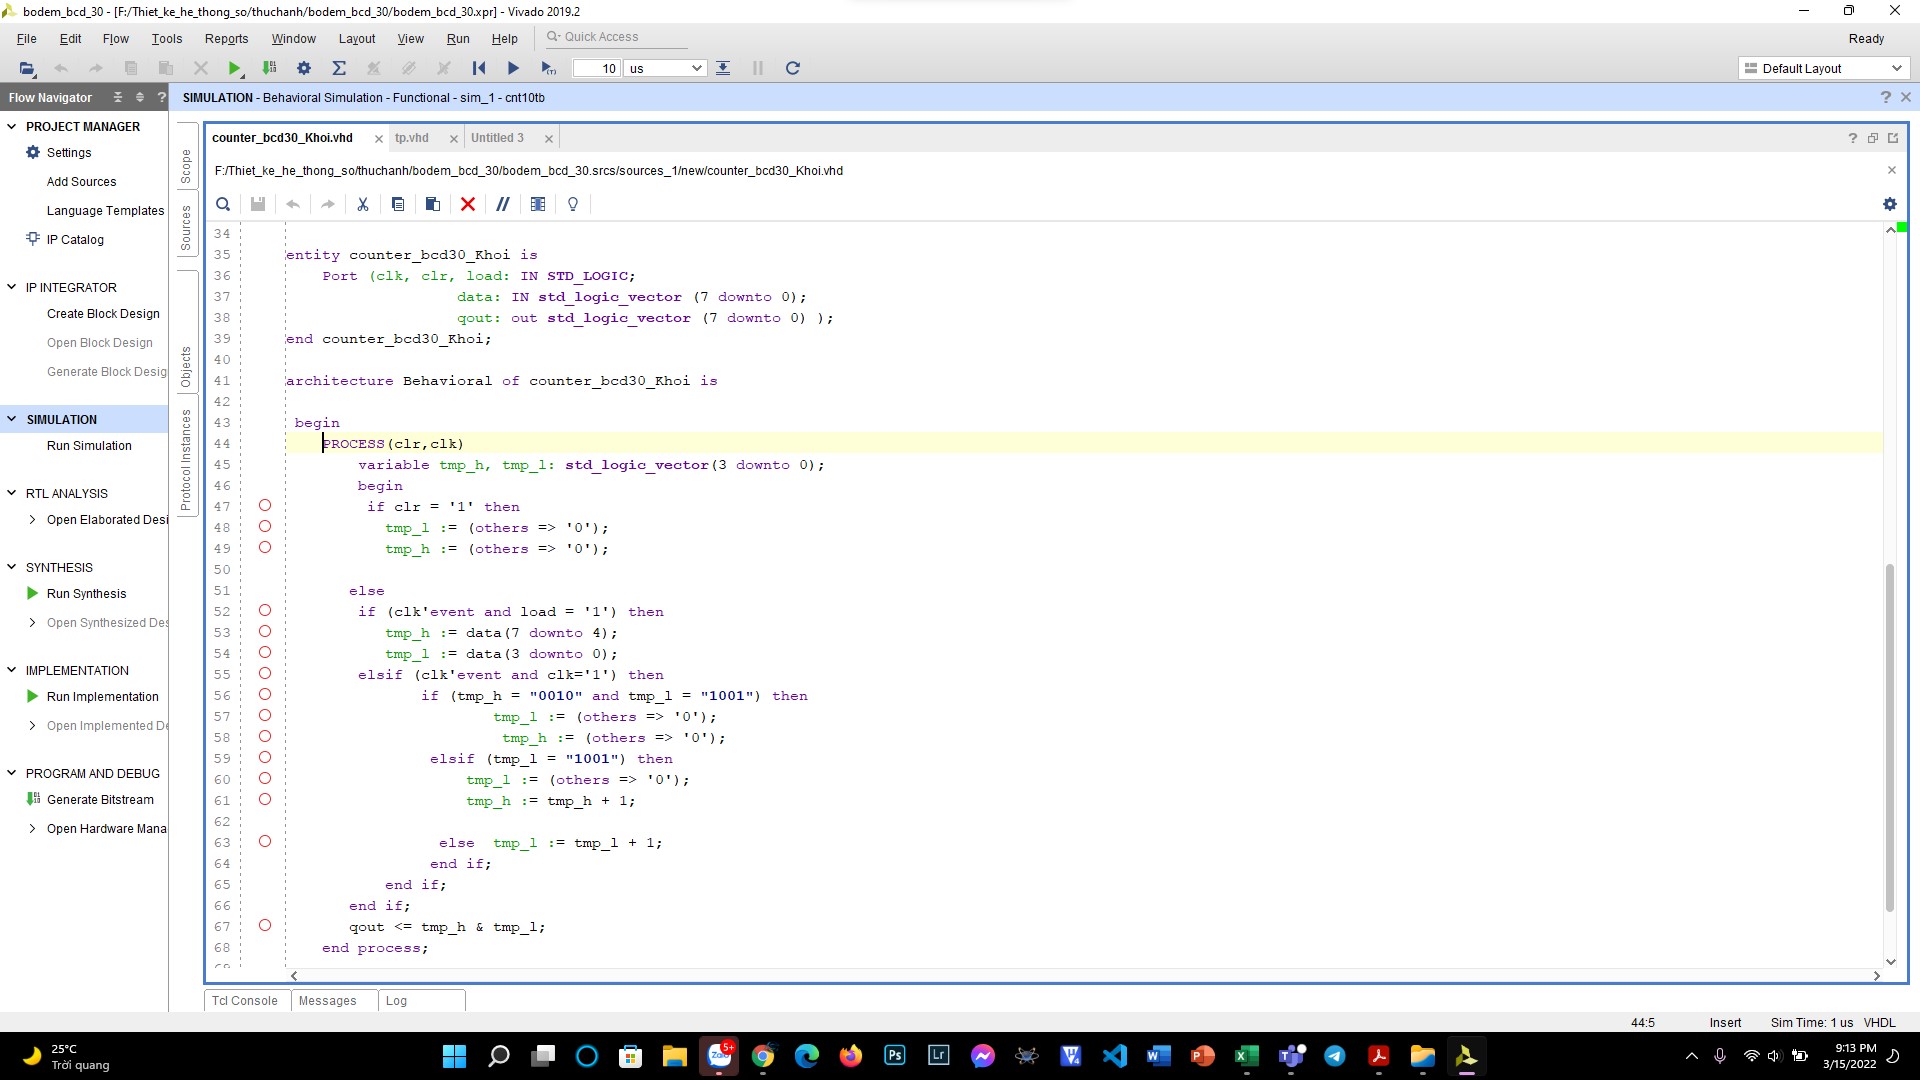 bodem_bcd_30 - [F:/Thiet_ke_he_thong_so/thuchanh/bodem_bcd_30/bodem_bcd_30.xpr] - Vivado 2019.2
File Edit Flow Tools Reports Window Layout View Run Help Quick Access Ready
10 us Default Layout
Flow Navigator ? SIMULATION - Behavioral Simulation - Functional - sim_1 - cnt10tb ?
PROJECT MANAGER
Settings
Add Sources
Language Templates
IP Catalog
IP INTEGRATOR
Create Block Design
Open Block Design
Generate Block Desig
SIMULATION
Run Simulation
RTL ANALYSIS
Open Elaborated Desi
SYNTHESIS
Run Synthesis
Open Synthesized Des
IMPLEMENTATION
Run Implementation
Open Implemented De
PROGRAM AND DEBUG
Generate Bitstream
Open Hardware Mana
Scope
Sources
Objects
Protocol Instances
counter_bcd30_Khoi.vhd tp.vhd Untitled 3 ?
F:/Thiet_ke_he_thong_so/thuchanh/bodem_bcd_30/bodem_bcd_30.srcs/sources_1/new/counter_bcd30_Khoi.vhd
34
35 entity counter_bcd30_Khoi is
36 Port (clk, clr, load: IN STD_LOGIC;
37 data: IN std_logic_vector (7 downto 0);
38 qout: out std_logic_vector (7 downto 0) );
39 end counter_bcd30_Khoi;
40
41 architecture Behavioral of counter_bcd30_Khoi is
42
43 begin
44 PROCESS(clr,clk)
45 variable tmp_h, tmp_l: std_logic_vector(3 downto 0);
46 begin
47 if clr = '1' then
48 tmp_l := (others => '0');
49 tmp_h := (others => '0');
50
51 else
52 if (clk'event and load = '1') then
53 tmp_h := data(7 downto 4);
54 tmp_l := data(3 downto 0);
55 elsif (clk'event and clk='1') then
56 if (tmp_h = "0010" and tmp_l = "1001") then
57 tmp_l := (others => '0');
58 tmp_h := (others => '0');
59 elsif (tmp_l = "1001") then
60 tmp_l := (others => '0');
61 tmp_h := tmp_h + 1;
62
63 else tmp_l := tmp_l + 1;
64 end if;
65 end if;
66 end if;
67 qout <= tmp_h & tmp_l;
68 end process;
69
Tcl Console Messages Log
44:5 Insert Sim Time: 1 us VHDL
25°C
Trời quang
5+
Zalo
Ps
Lr
9:13 PM
3/15/2022